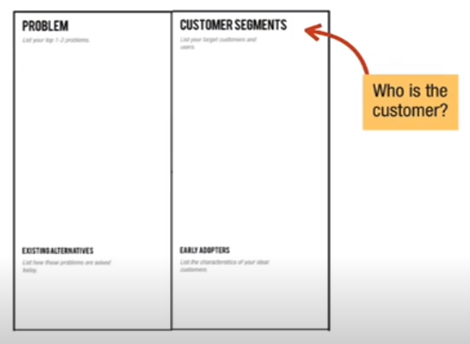 PROBLEM
List your top 1-3 problems.
EXISTING ALTERNATIVES
List how these problems are solved
today.
CUSTOMER SEGMENTS
List your target customers and
users.
EARLY ADOPTERS
List the characteristics of your ideal
customers.
Who is the
customer?